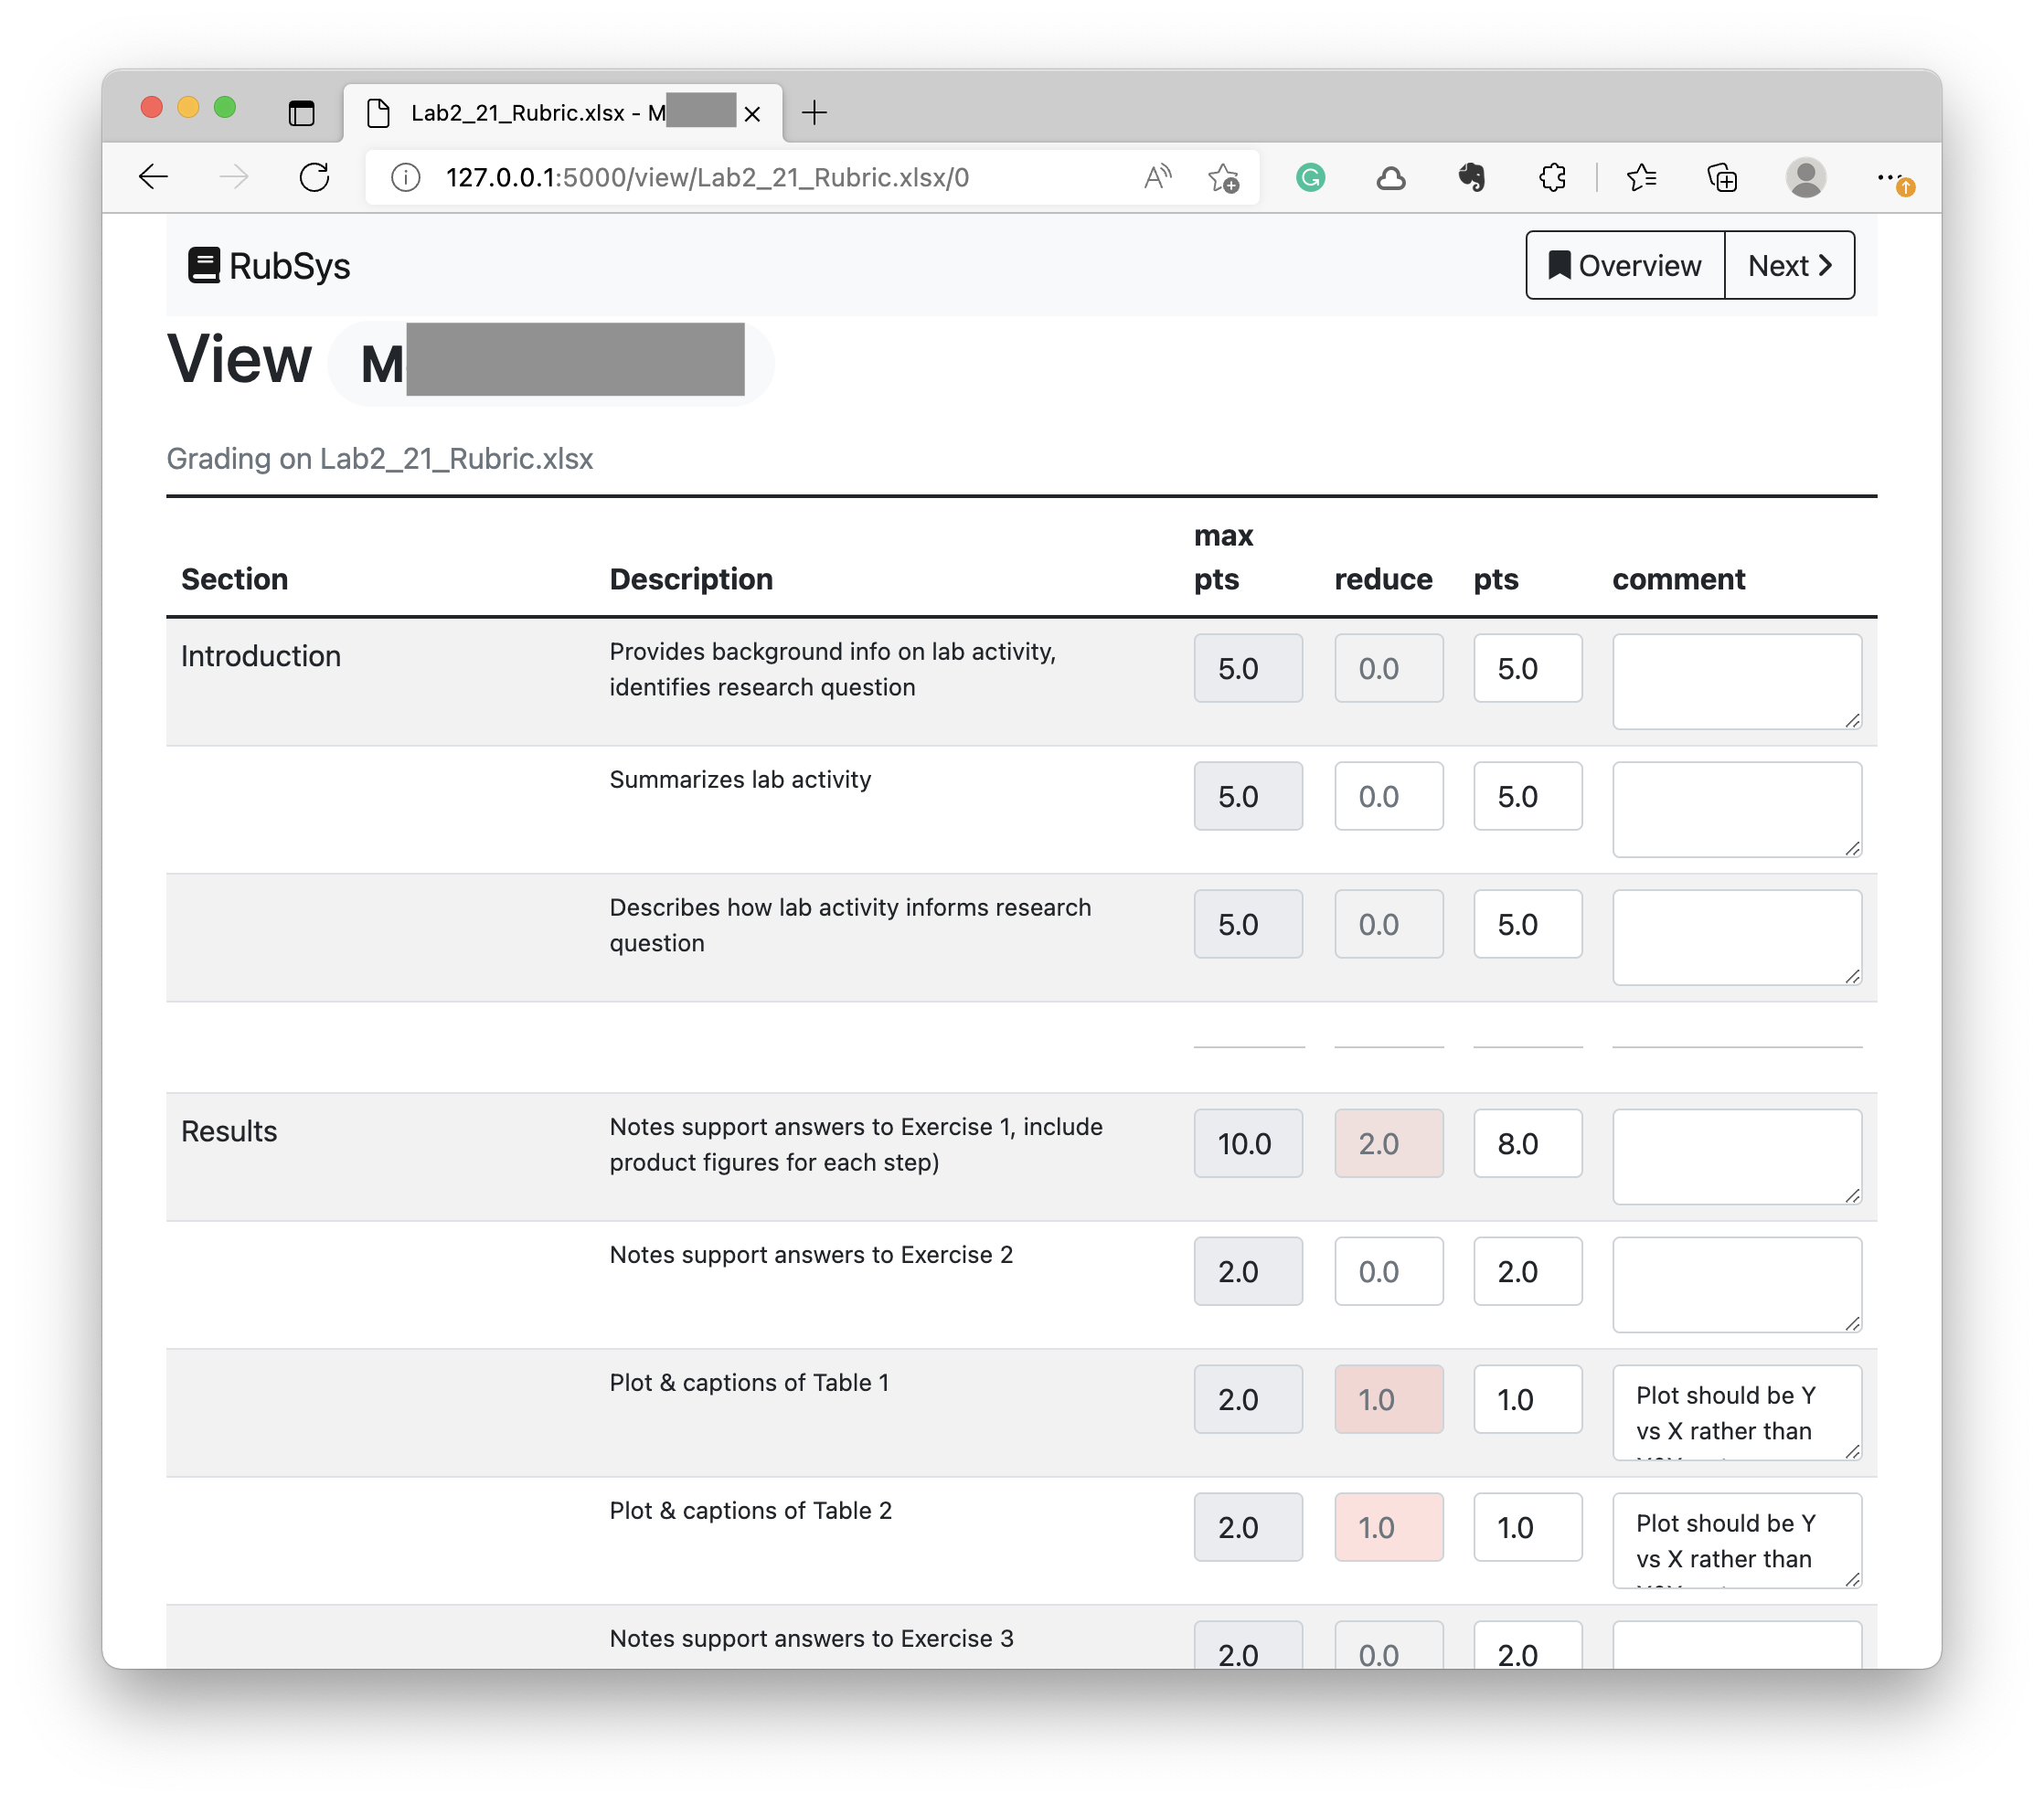 Lab2_21_Rubric.xlsx - M
127.0.0.1:5000/view/Lab2_21_Rubric.xlsx/0
RubSys
Overview
Next
View M
Grading on Lab2_21_Rubric.xlsx
Section Description max pts reduce pts comment
Introduction
Provides background info on lab activity,
identifies research question
5.0 0.0 5.0
Summarizes lab activity
5.0 0.0 5.0
Describes how lab activity informs research
question
5.0 0.0 5.0
Results
Notes support answers to Exercise 1, include
product figures for each step)
10.0 2.0 8.0
Notes support answers to Exercise 2
2.0 0.0 2.0
Plot & captions of Table 1
2.0 1.0 1.0
Plot should be Y
vs X rather than
Plot & captions of Table 2
2.0 1.0 1.0
Plot should be Y
vs X rather than
Notes support answers to Exercise 3
2.0 0.0 2.0